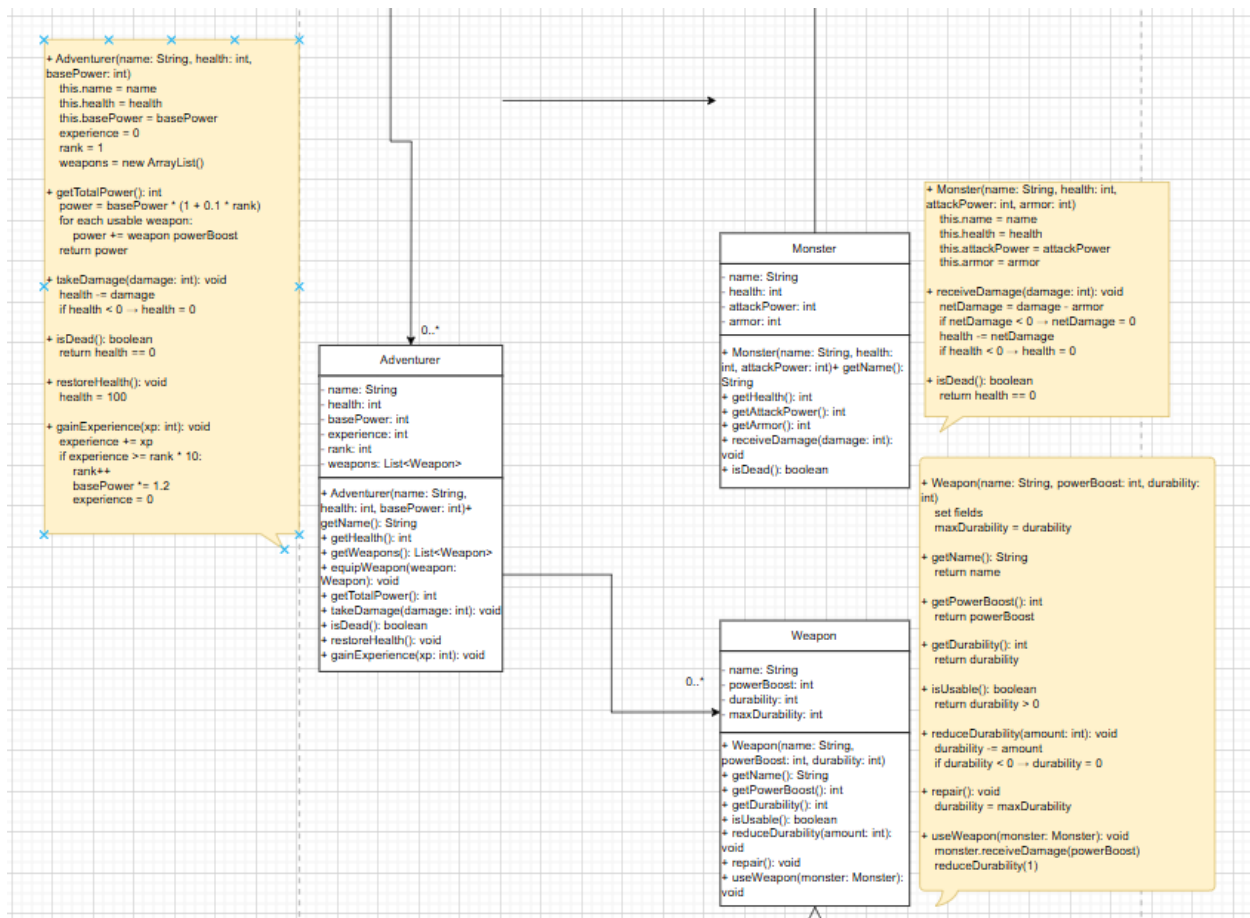 + Adventurer(name: String, health: int,
basePower: int)
this.name = name
this.health = health
this.basePower = basePower
experience = 0
rank = 1
weapons = new ArrayList()
+ getTotalPower(): int
power = basePower * (1 + 0.1 * rank)
for each usable weapon:
power += weapon powerBoost
return power
+ takeDamage(damage: int): void
health -= damage
if health < 0 → health = 0
+ isDead(): boolean
return health == 0
+ restoreHealth(): void
health = 100
+ gainExperience(xp: int): void
experience += xp
if experience >= rank * 10:
rank++
basePower *= 1.2
experience = 0
0..*
Adventurer
- name: String
- health: int
- basePower: int
- experience: int
- rank: int
- weapons: List<Weapon>
+ Adventurer(name: String,
health: int, basePower: int)+
getName(): String
+ getHealth(): int
+ getWeapons(): List<Weapon>
+ equipWeapon(weapon:
Weapon): void
+ getTotalPower(): int
+ takeDamage(damage: int): void
+ isDead(): boolean
+ restoreHealth(): void
+ gainExperience(xp: int): void
Monster
- name: String
- health: int
- attackPower: int
- armor: int
+ Monster(name: String, health:
int, attackPower: int)+ getName():
String
+ getHealth(): int
+ getAttackPower(): int
+ getArmor(): int
+ receiveDamage(damage: int):
void
+ isDead(): boolean
+ Monster(name: String, health: int,
attackPower: int, armor: int)
this.name = name
this.health = health
this.attackPower = attackPower
this.armor = armor
+ receiveDamage(damage: int): void
netDamage = damage - armor
if netDamage < 0 → netDamage = 0
health -= netDamage
if health < 0 → health = 0
+ isDead(): boolean
return health == 0
0..*
Weapon
- name: String
- powerBoost: int
- durability: int
- maxDurability: int
+ Weapon(name: String,
powerBoost: int, durability: int)
+ getName(): String
+ getPowerBoost(): int
+ getDurability(): int
+ isUsable(): boolean
+ reduceDurability(amount: int):
void
+ repair(): void
+ useWeapon(monster: Monster):
void
+ Weapon(name: String, powerBoost: int, durability:
int)
set fields
maxDurability = durability
+ getName(): String
return name
+ getPowerBoost(): int
return powerBoost
+ getDurability(): int
return durability
+ isUsable(): boolean
return durability > 0
+ reduceDurability(amount: int): void
durability -= amount
if durability < 0 → durability = 0
+ repair(): void
durability = maxDurability
+ useWeapon(monster: Monster): void
monster.receiveDamage(powerBoost)
reduceDurability(1)